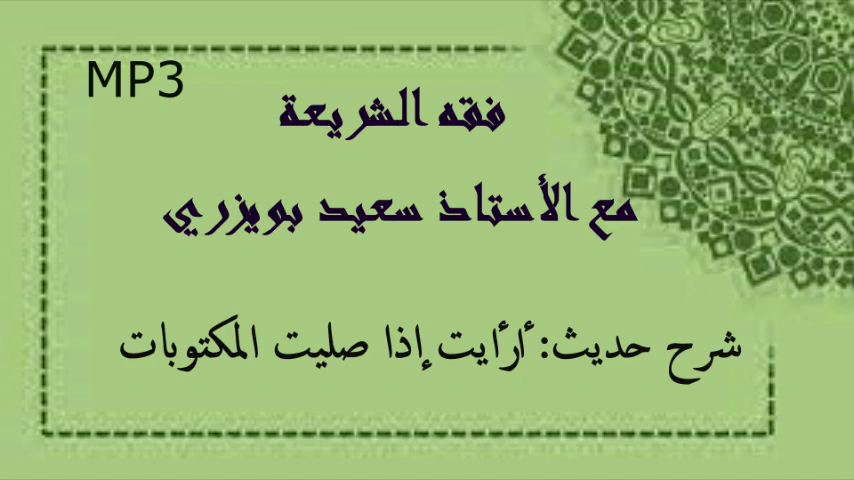 MP3
فقه الشريعة
مع الأستاذ سعيد بويزري
شرح حديث: أرأيت إذا صليت المكتوبات